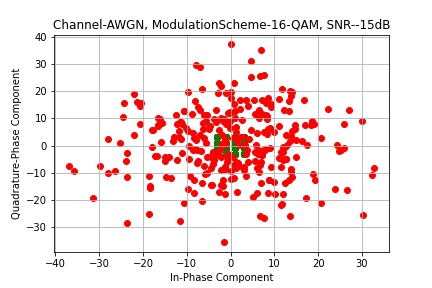 Channel-AWGN, ModulationScheme-16-QAM, SNR--15dB
40
30
20
10
0
−10
−20
−30
Quadrature-Phase Component
−40 −30 −20 −10 0 10 20 30
In-Phase Component